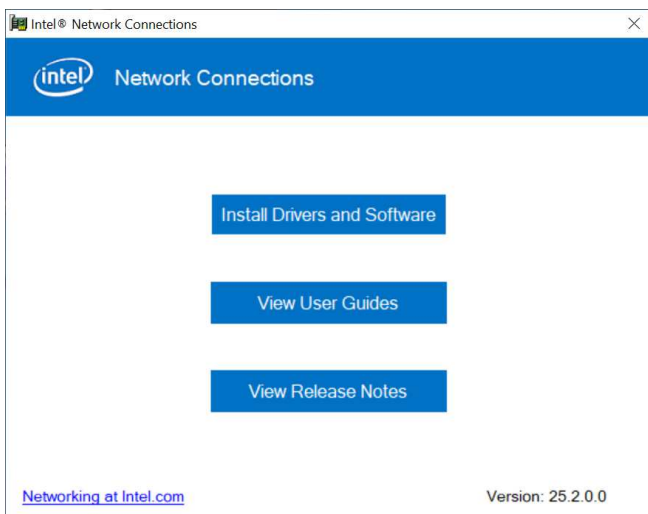 Intel® Network Connections
intel Network Connections
Install Drivers and Software
View User Guides
View Release Notes
Networking at Intel.com Version: 25.2.0.0